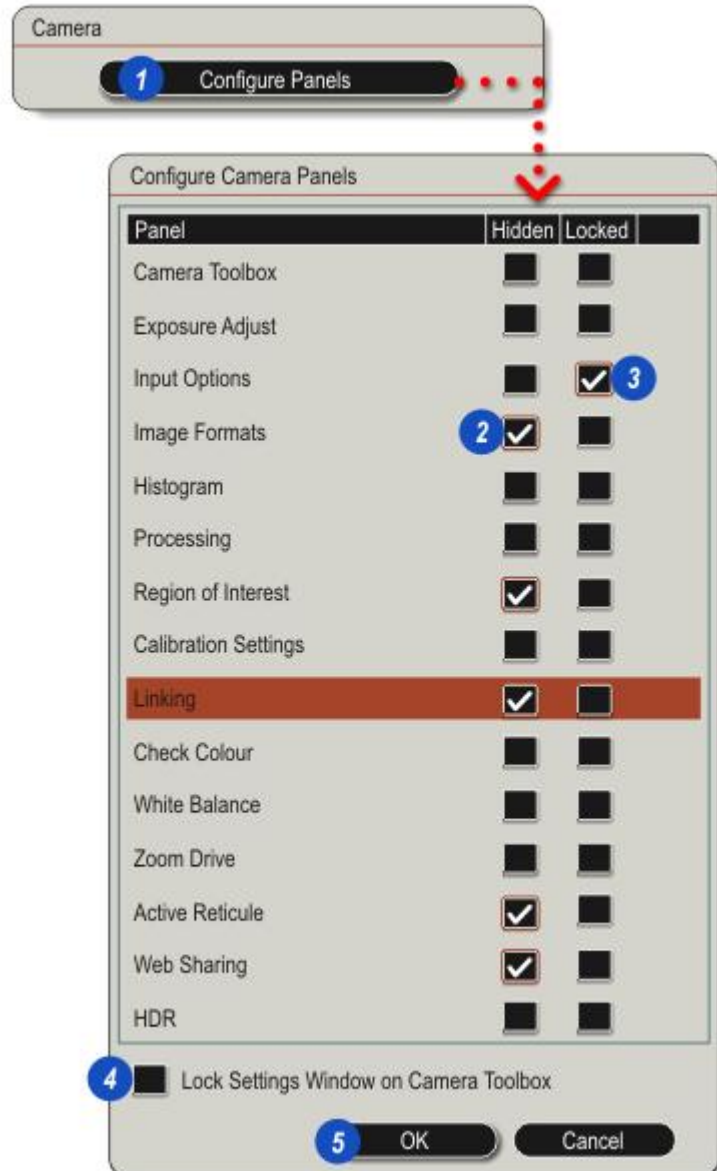 Camera
1 Configure Panels
Configure Camera Panels
Panel Hidden Locked
Camera Toolbox
Exposure Adjust
Input Options 3
Image Formats 2
Histogram
Processing
Region of Interest
Calibration Settings
Linking
Check Colour
White Balance
Zoom Drive
Active Reticule
Web Sharing
HDR
4 Lock Settings Window on Camera Toolbox
5 OK Cancel